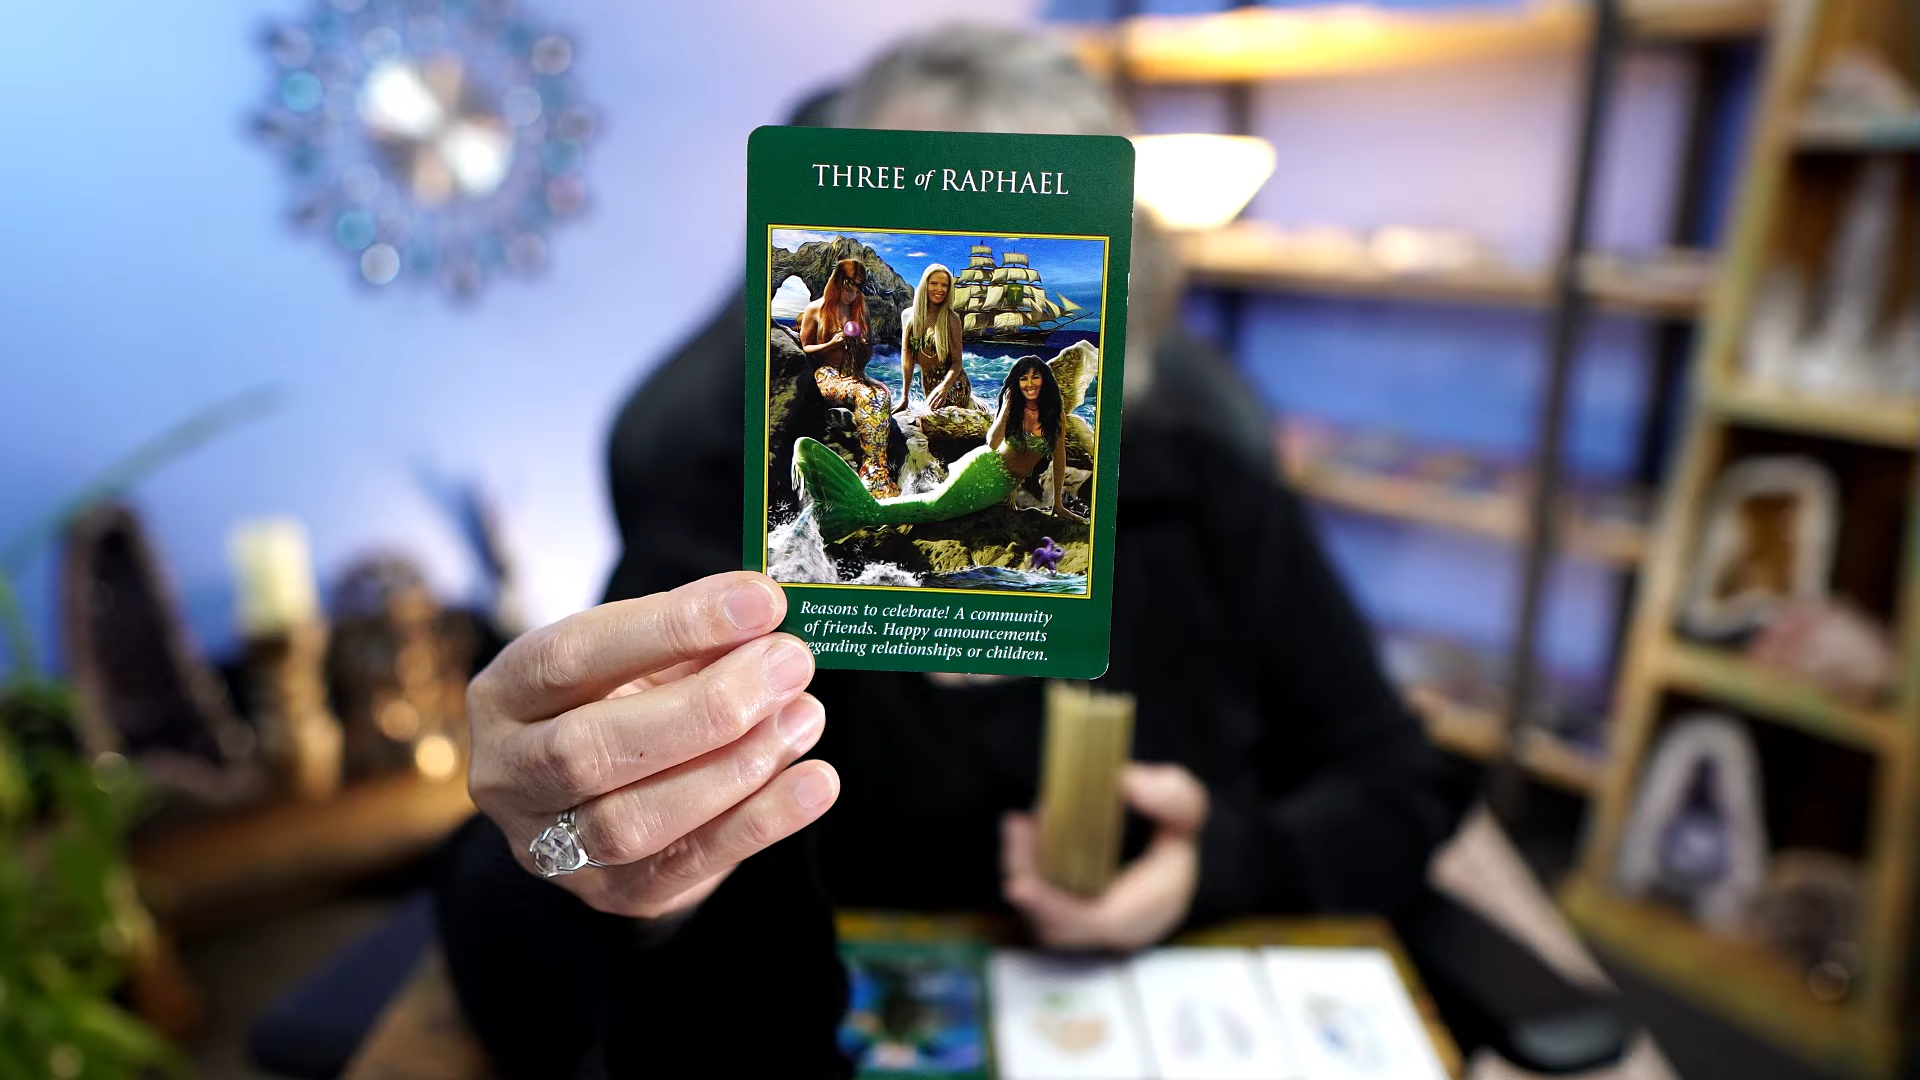 THREE of RAPHAEL
Reasons to celebrate! A community
of friends. Happy announcements
regarding relationships or children.